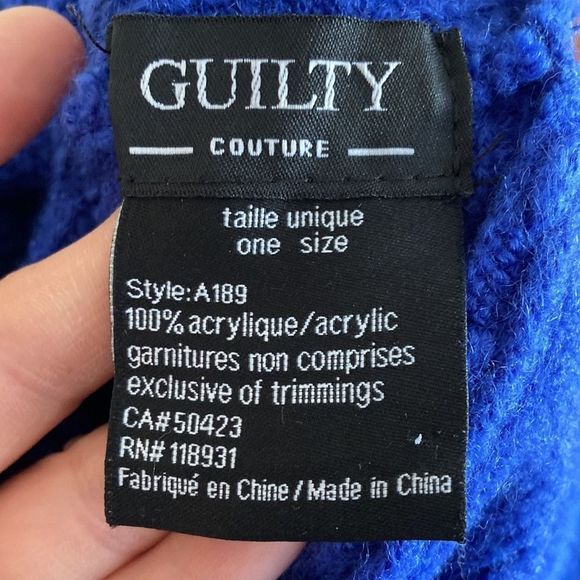 GUILTY
COUTURE
taille unique
one size
Style:A189
100% acrylique/acrylic
garnitures non comprises
exclusive of trimmings
CA#50423
RN# 118931
Fabriqué en Chine/Made in China